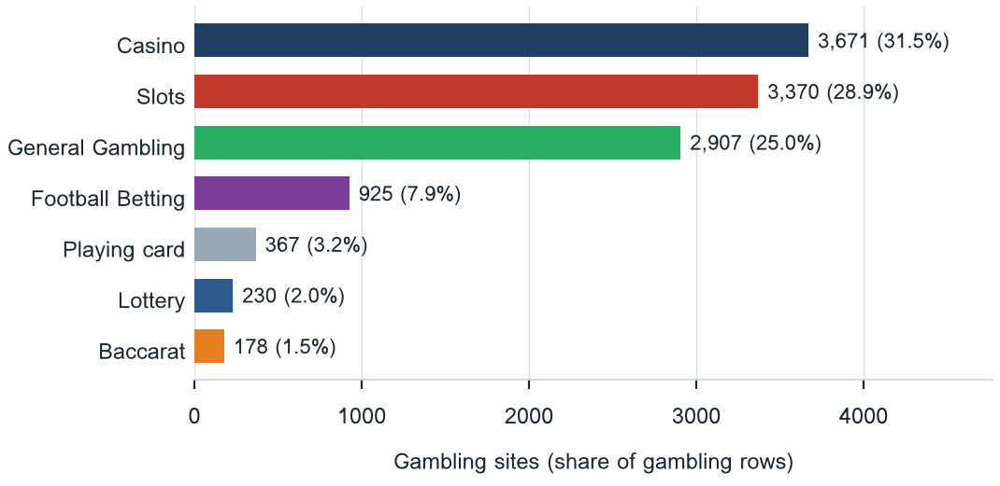 Casino 3,671 (31.5%)
Slots 3,370 (28.9%)
General Gambling 2,907 (25.0%)
Football Betting 925 (7.9%)
Playing card 367 (3.2%)
Lottery 230 (2.0%)
Baccarat 178 (1.5%)
0 1000 2000 3000 4000
Gambling sites (share of gambling rows)